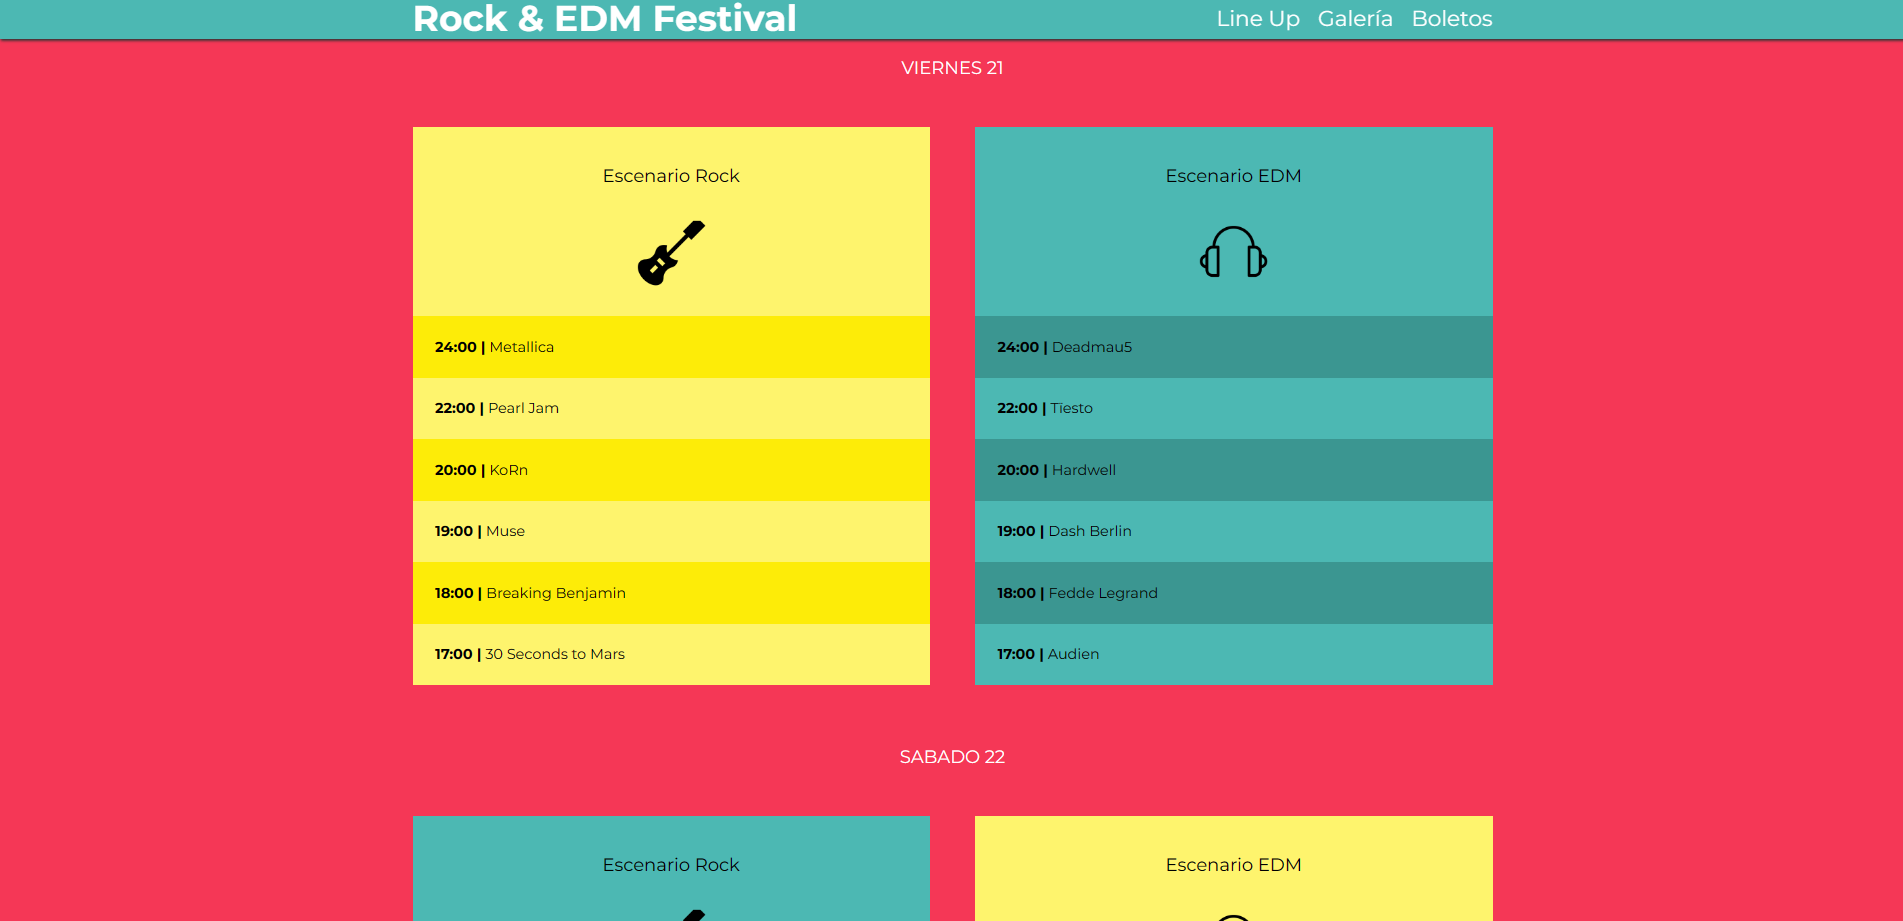 Rock & EDM Festival
Line Up Galería Boletos
VIERNES 21
Escenario Rock
24:00 | Metallica
22:00 | Pearl Jam
20:00 | KoRn
19:00 | Muse
18:00 | Breaking Benjamin
17:00 | 30 Seconds to Mars
Escenario EDM
24:00 | Deadmau5
22:00 | Tïesto
20:00 | Hardwell
19:00 | Dash Berlin
18:00 | Fedde Legrand
17:00 | Audien
SABADO 22
Escenario Rock
Escenario EDM